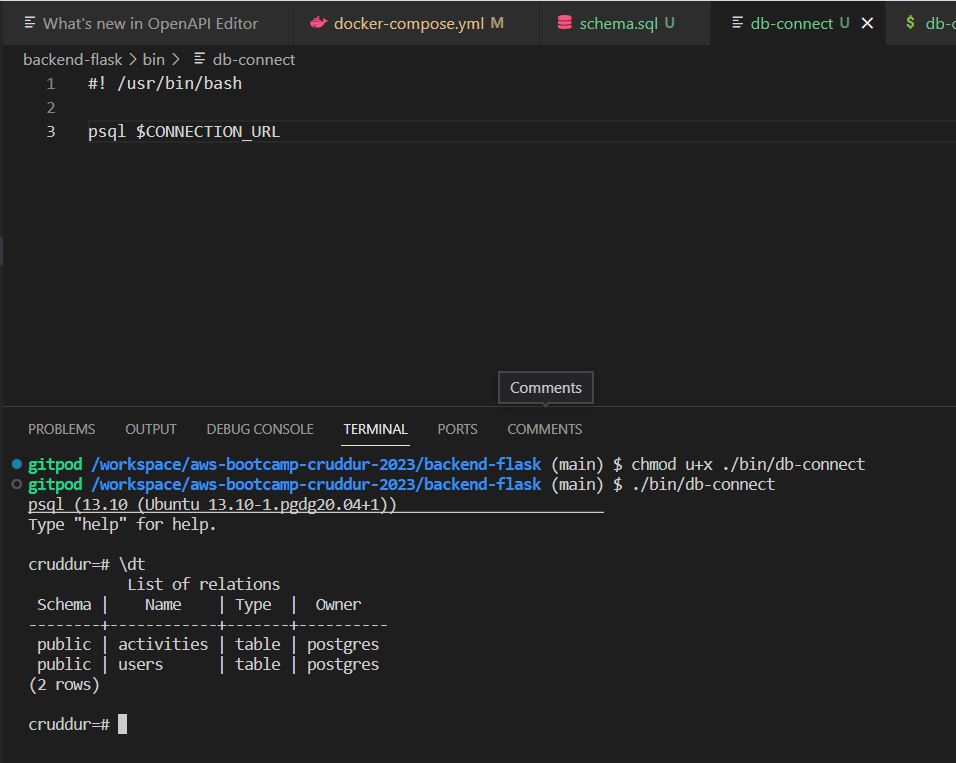 What's new in OpenAPI Editor docker-compose.yml M schema.sql U db-connect U $
backend-flask > bin > db-connect
1 #! /usr/bin/bash
2
3 psql $CONNECTION_URL
Comments
PROBLEMS OUTPUT DEBUG CONSOLE TERMINAL PORTS COMMENTS
gitpod /workspace/aws-bootcamp-cruddur-2023/backend-flask (main) $ chmod u+x ./bin/db-connect
gitpod /workspace/aws-bootcamp-cruddur-2023/backend-flask (main) $ ./bin/db-connect
psql (13.10 (Ubuntu 13.10-1.pgdg20.04+1))
Type "help" for help.
cruddur=# \dt
List of relations
Schema | Name | Type | Owner
--------+------------+-------+----------
public | activities | table | postgres
public | users | table | postgres
(2 rows)
cruddur=#